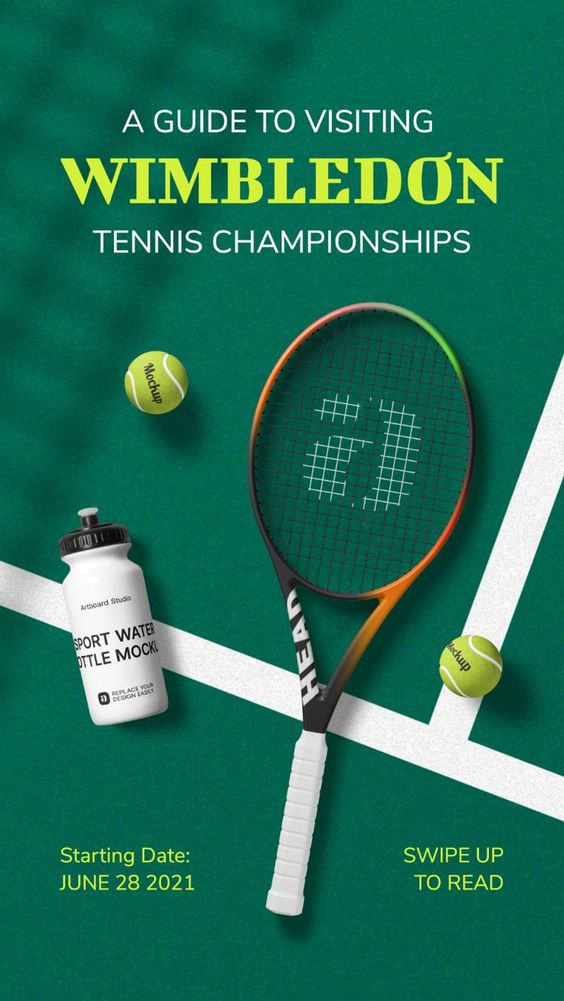 A GUIDE TO VISITING
WIMBLEDON
TENNIS CHAMPIONSHIPS
Mockup
Artboard Studio
SPORT WATER
OTTLE MOCKU
REPLACE YOUR
DESIGN EASILY
a
HEAD
Mockup
Starting Date:
JUNE 28 2021
SWIPE UP
TO READ